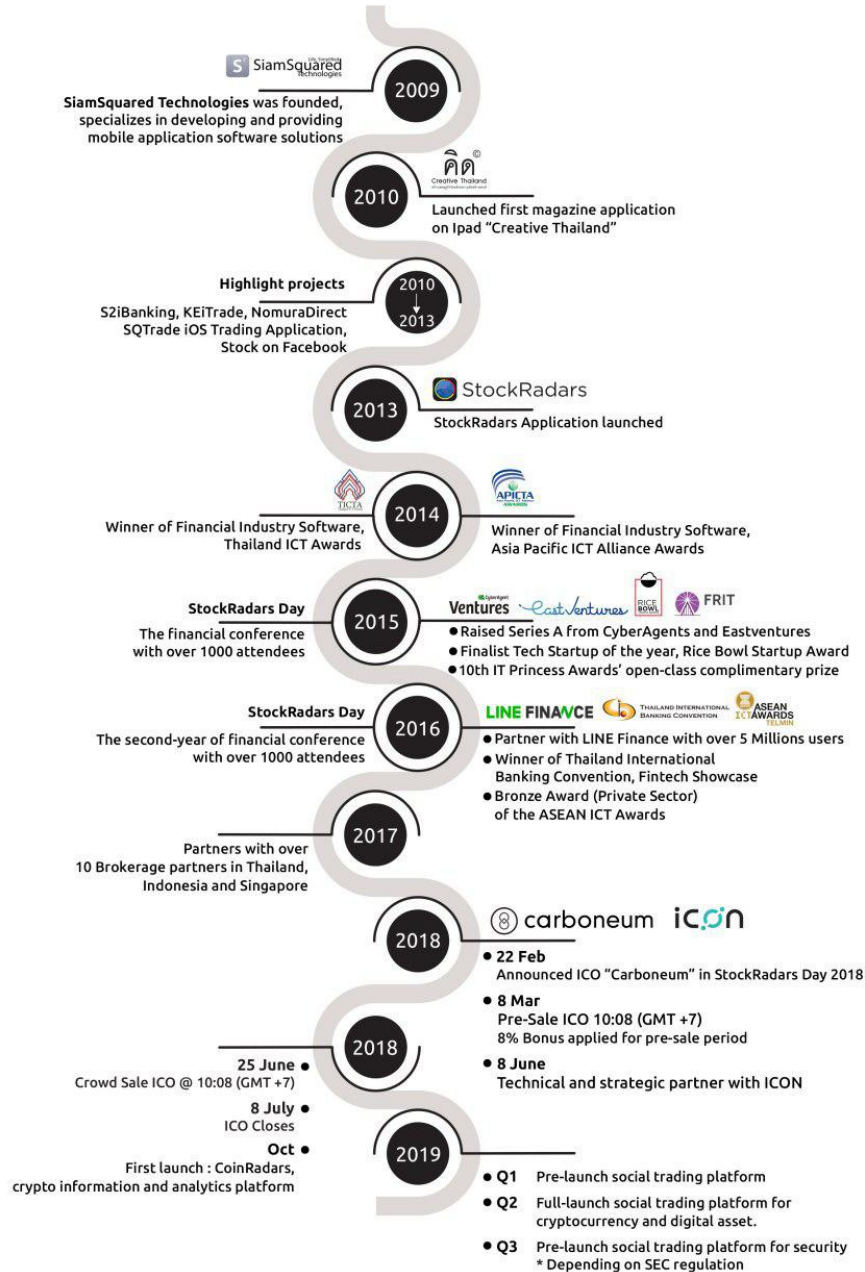 S²
SiamSquared
Technologies
2009
SiamSquared Technologies was founded,
specializes in developing and providing
mobile application software solutions
คิด©
Creative Thailand
2010
Launched first magazine application
on Ipad “Creative Thailand”
Highlight projects
2010
2013
S2iBanking, KEiTrade, NomuraDirect
SQTrade iOS Trading Application,
Stock on Facebook
StockRadars
2013
StockRadars Application launched
TICTA
APICTA
2014
Winner of Financial Industry Software,
Thailand ICT Awards
Winner of Financial Industry Software,
Asia Pacific ICT Alliance Awards
StockRadars Day
2015
The financial conference
with over 1000 attendees
CyberAgent
Ventures
East Ventures
RICE
BOWL
FRIT
● Raised Series A from CyberAgents and Eastventures
● Finalist Tech Startup of the year, Rice Bowl Startup Award
● 10th IT Princess Awards’ open-class complimentary prize
StockRadars Day
2016
The second-year of financial conference
with over 1000 attendees
LINE FINANCE
THAILAND INTERNATIONAL
BANKING CONVENTION
ASEAN
ICTAWARDS
TELMIN
● Partner with LINE Finance with over 5 Millions users
● Winner of Thailand International
Banking Convention, Fintech Showcase
● Bronze Award (Private Sector)
of the ASEAN ICT Awards
2017
Partners with over
10 Brokerage partners in Thailand,
Indonesia and Singapore
carboneum
icon
2018
● 22 Feb
Announced ICO “Carboneum” in StockRadars Day 2018
● 8 Mar
Pre-Sale ICO 10:08 (GMT +7)
8% Bonus applied for pre-sale period
● 8 June
Technical and strategic partner with ICON
2018
25 June ●
Crowd Sale ICO @ 10:08 (GMT +7)
8 July ●
ICO Closes
Oct ●
First launch : CoinRadars,
crypto information and analytics platform
2019
● Q1 Pre-launch social trading platform
● Q2 Full-launch social trading platform for
cryptocurrency and digital asset.
● Q3 Pre-launch social trading platform for security
* Depending on SEC regulation